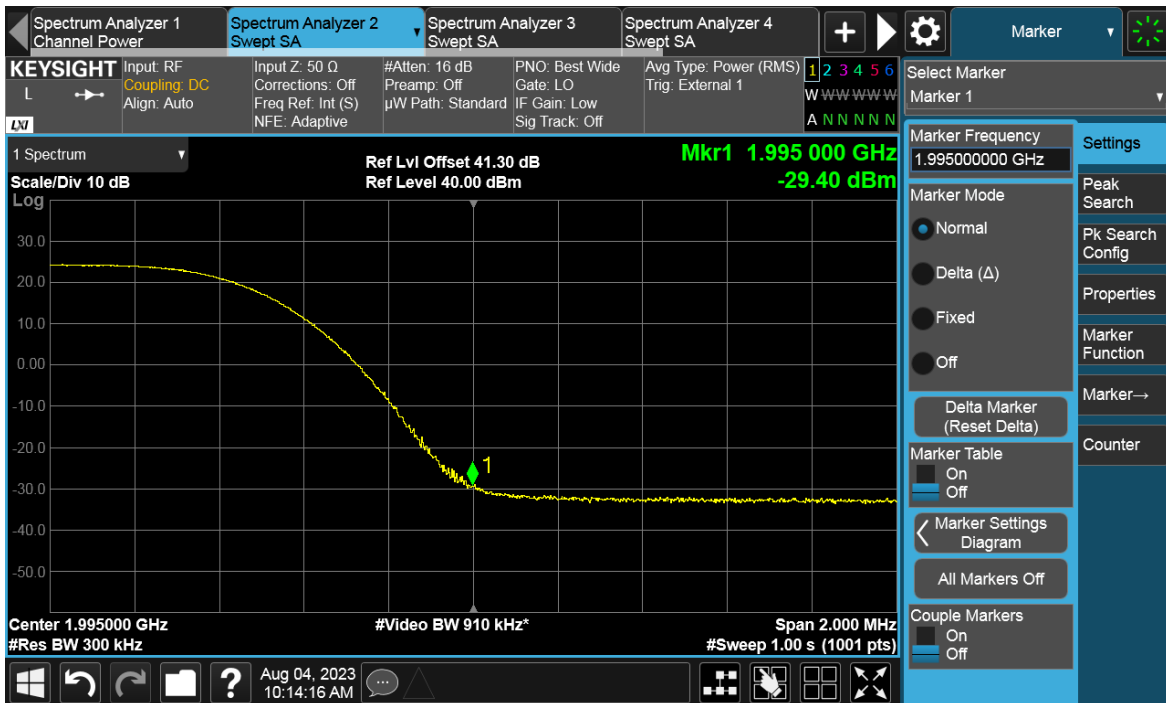 Spectrum Analyzer 1
Channel Power
Spectrum Analyzer 2
Swept SA
Spectrum Analyzer 3
Swept SA
Spectrum Analyzer 4
Swept SA
Marker
KEYSIGHT
L
LXI
Input: RF
Coupling: DC
Align: Auto
Input Z: 50 Ω
Corrections: Off
Freq Ref: Int (S)
NFE: Adaptive
#Atten: 16 dB
Preamp: Off
µW Path: Standard
PNO: Best Wide
Gate: LO
IF Gain: Low
Sig Track: Off
Avg Type: Power (RMS)
Trig: External 1
1 2 3 4 5 6
W W W W W W
A N N N N N
1 Spectrum
Scale/Div 10 dB
Ref Lvl Offset 41.30 dB
Ref Level 40.00 dBm
Mkr1 1.995 000 GHz
-29.40 dBm
Log
30.0
20.0
10.0
0.00
-10.0
-20.0
-30.0
-40.0
-50.0
1
Center 1.995000 GHz
#Res BW 300 kHz
#Video BW 910 kHz*
Span 2.000 MHz
#Sweep 1.00 s (1001 pts)
Select Marker
Marker 1
Marker Frequency
1.995000000 GHz
Marker Mode
Normal
Delta (Δ)
Fixed
Off
Delta Marker
(Reset Delta)
Marker Table
On
Off
Marker Settings
Diagram
All Markers Off
Couple Markers
On
Off
Settings
Peak
Search
Pk Search
Config
Properties
Marker
Function
Marker→
Counter
?
Aug 04, 2023
10:14:16 AM